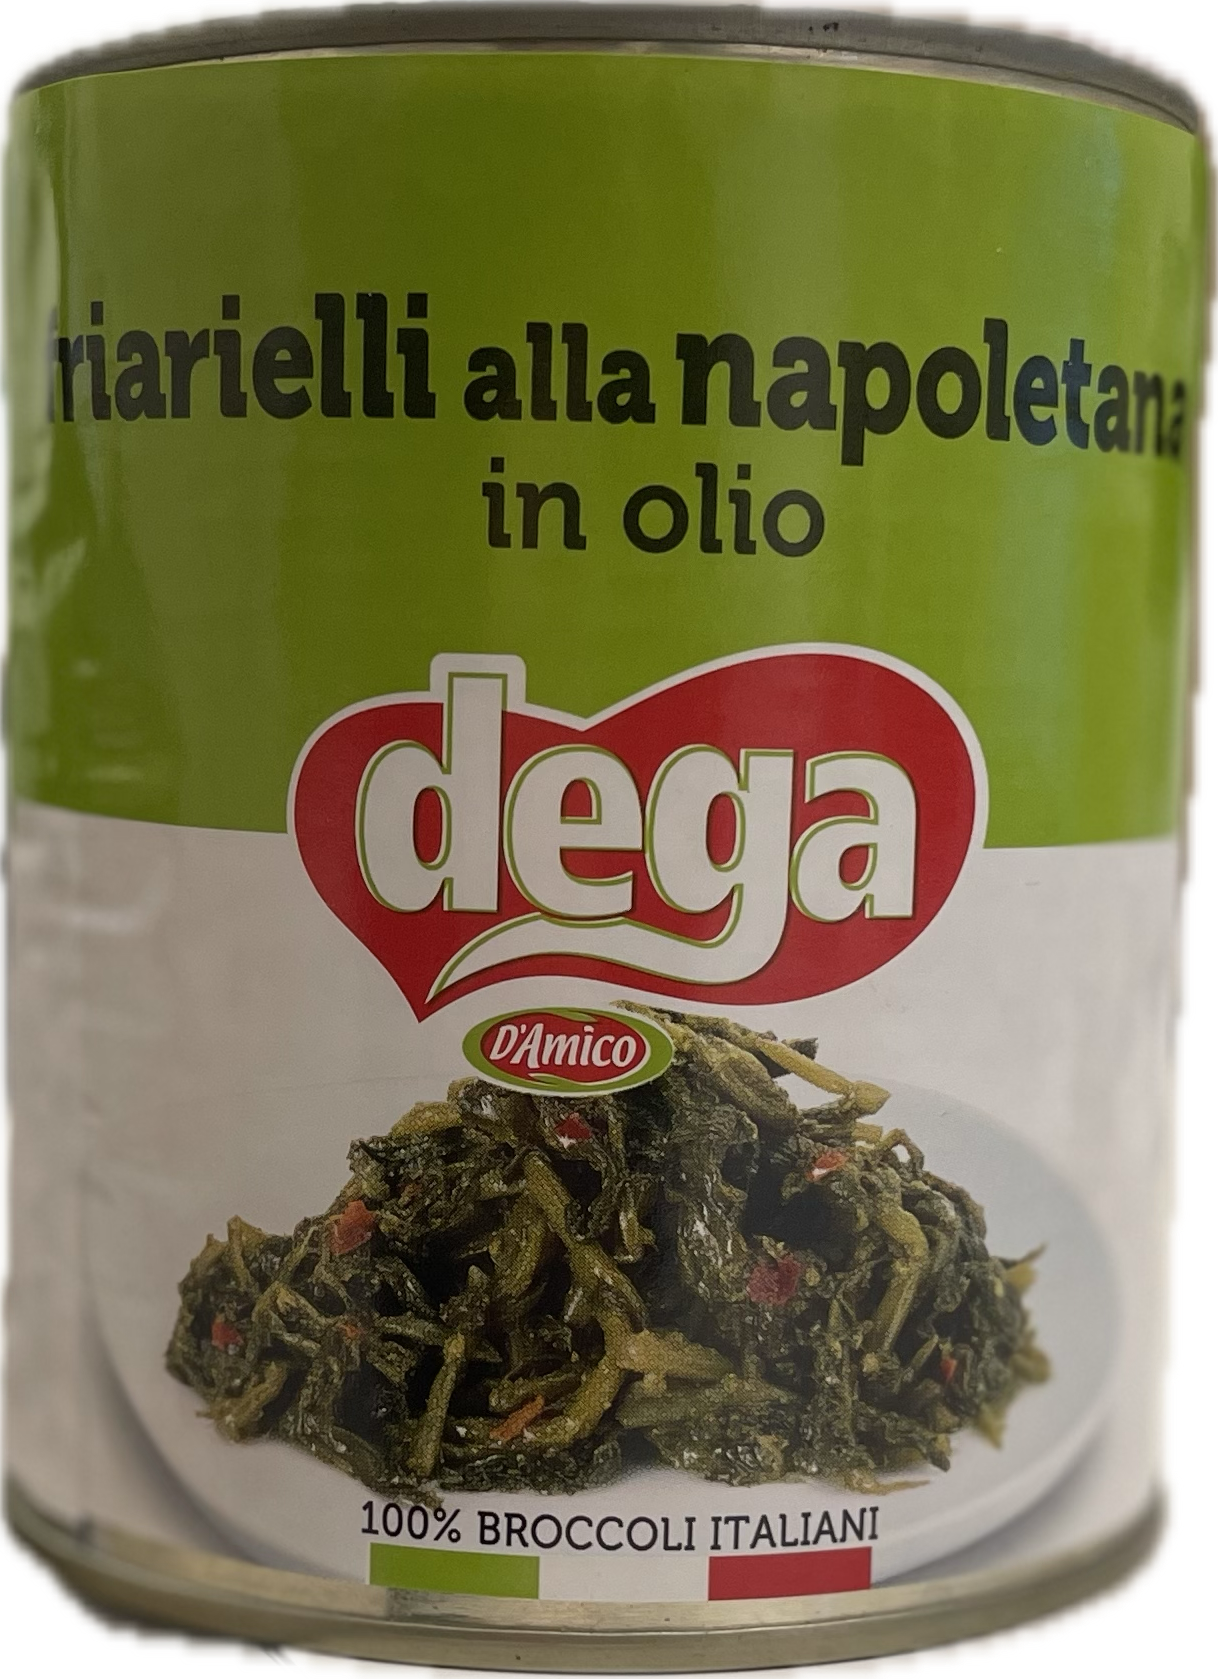 friarielli alla napoletana
in olio
dega
D'Amico
100% BROCCOLI ITALIANI